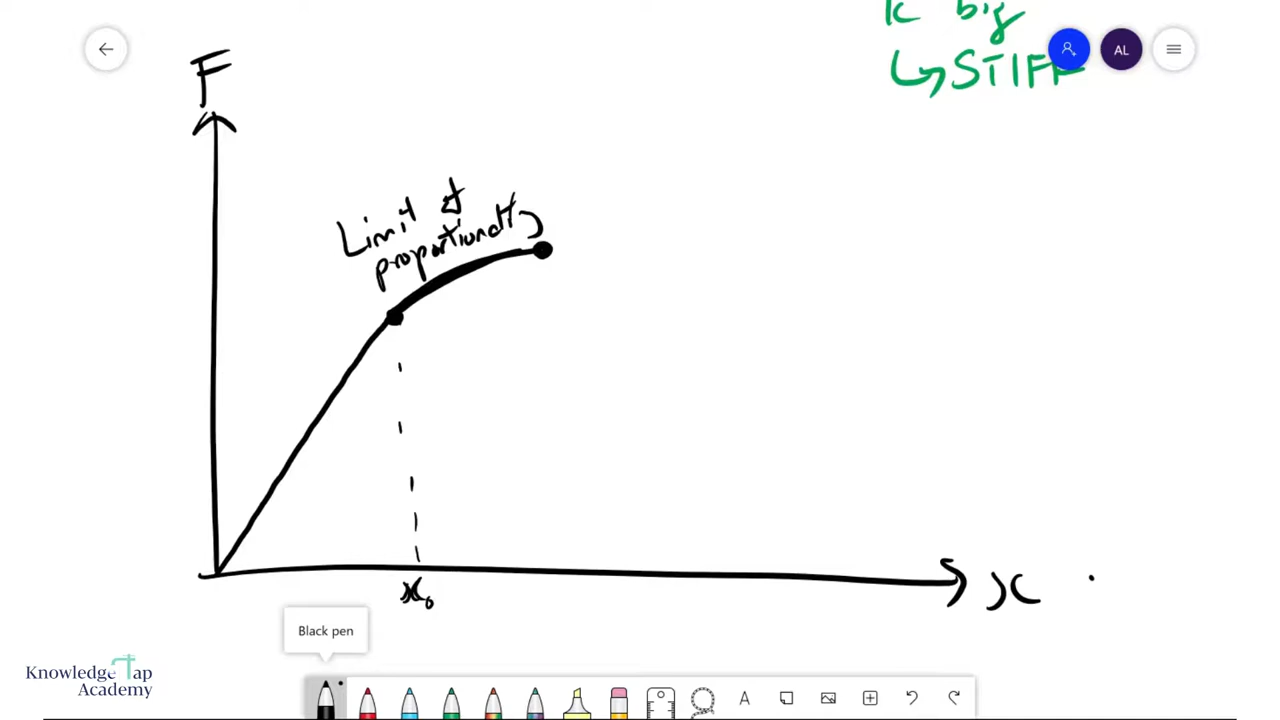 k big
↳ STIFF
AL
F
Limit of
proportionality
x₀
x
Black pen
Knowledge Tap
Academy
A